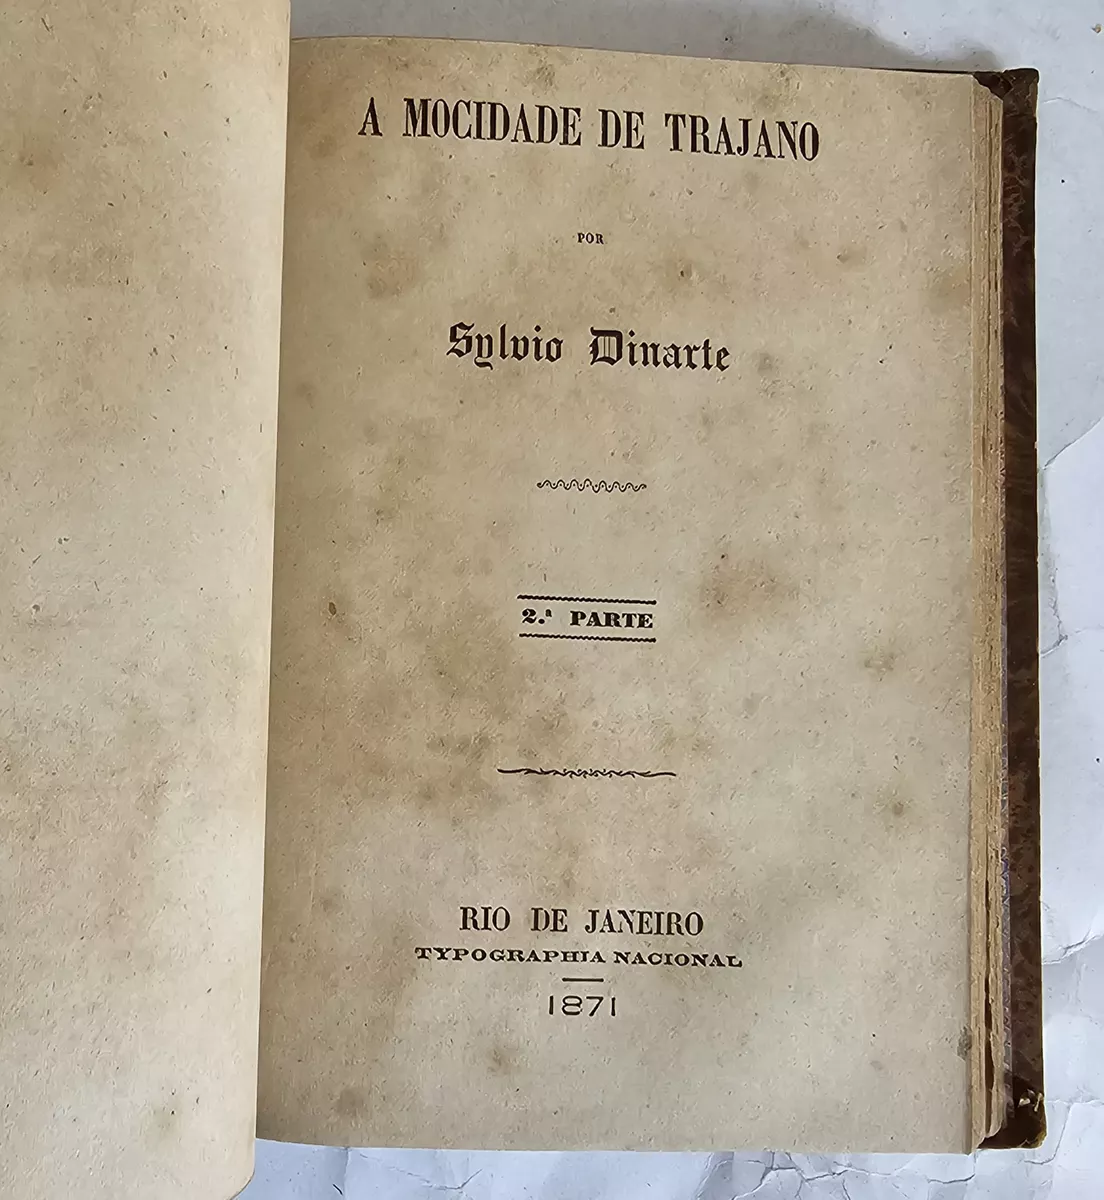 A MOCIDADE DE TRAJANO
POR
Sylvio Dinarte
2.ª PARTE
RIO DE JANEIRO
TYPOGRAPHIA NACIONAL
1871